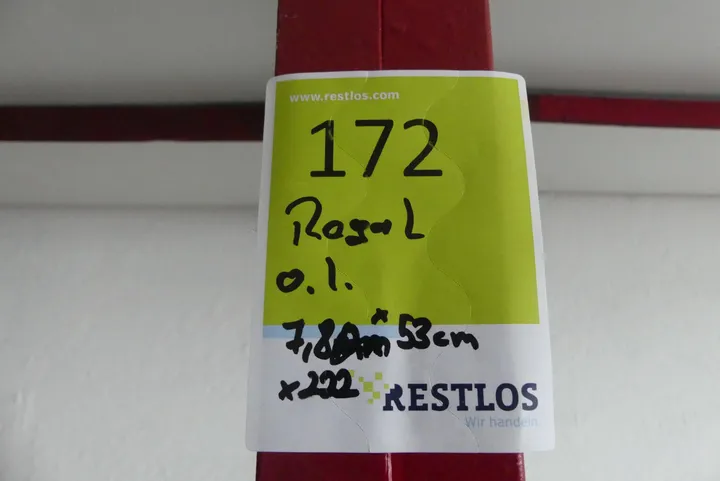 www.restlos.com
172
Regal
o.I.
7,80m x 53cm
x222
RESTLOS
Wir handeln